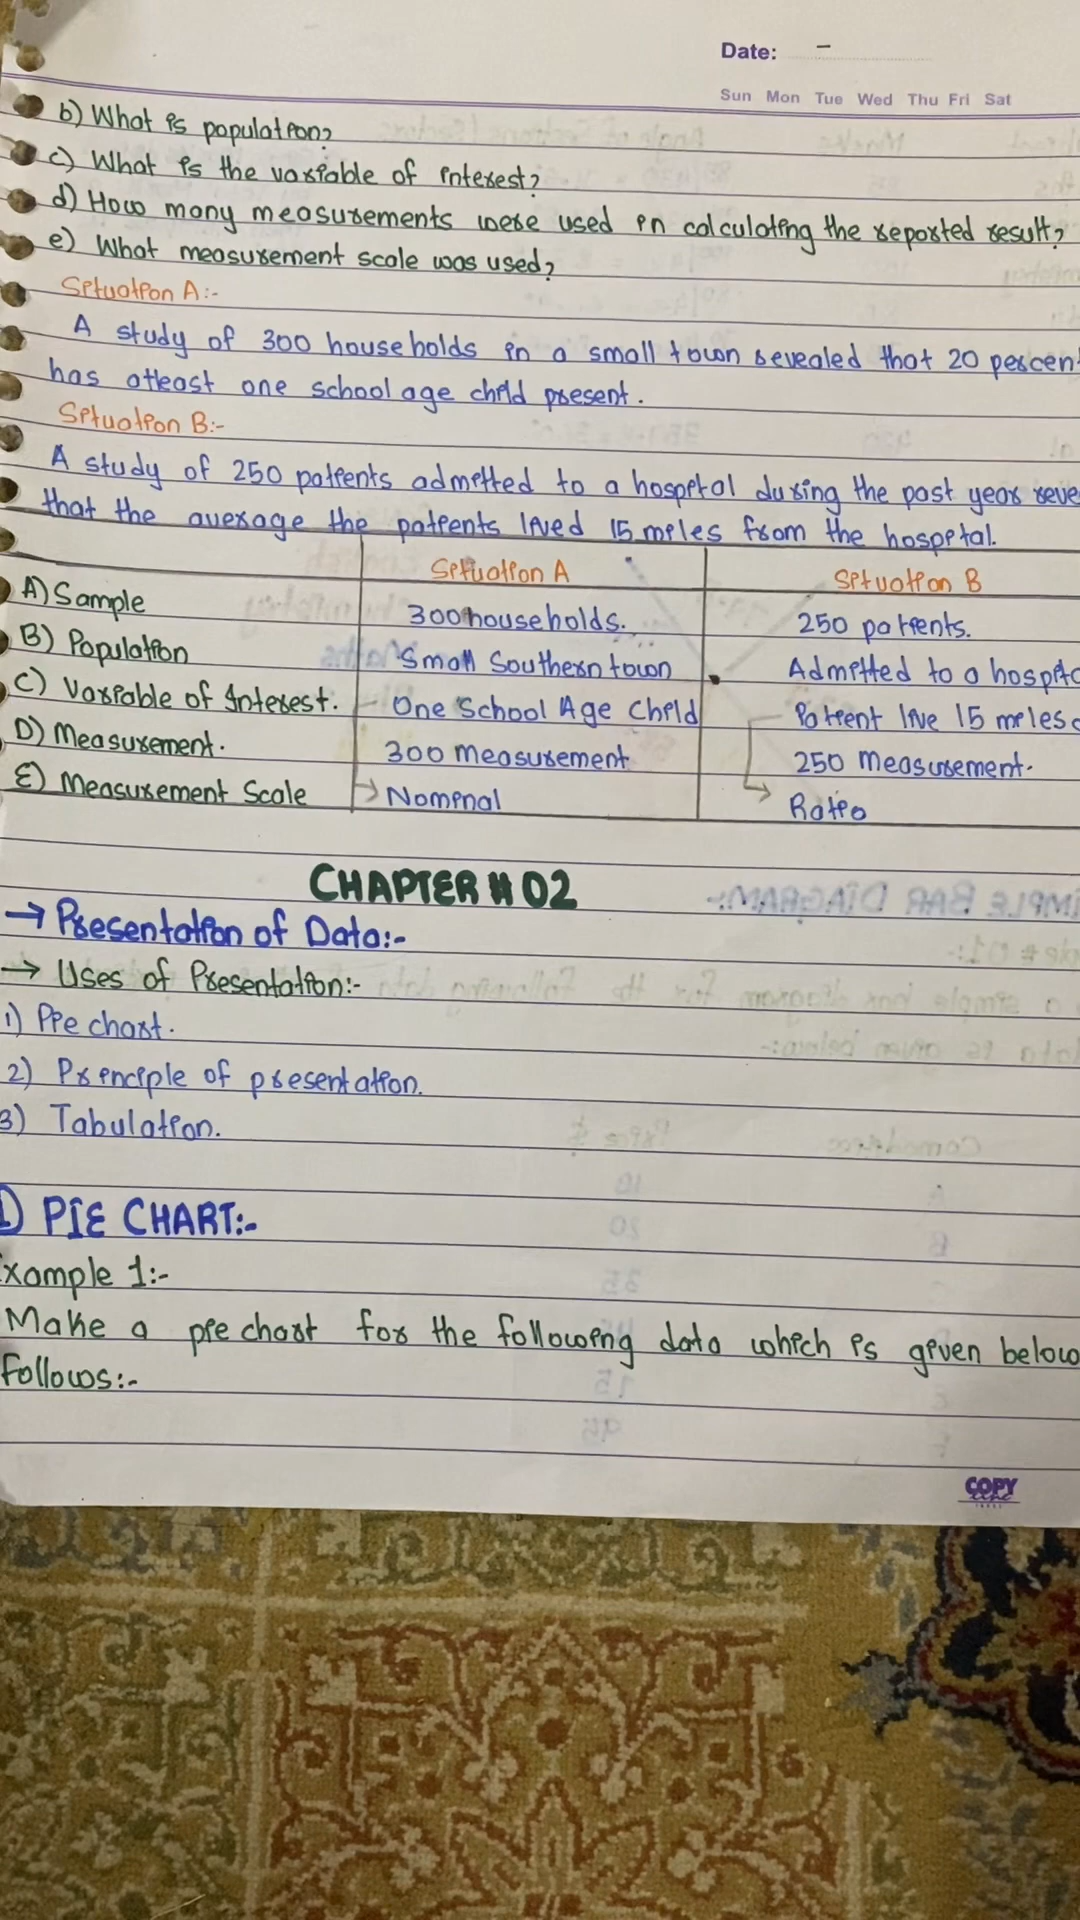 Date:
Sun Mon Tue Wed Thu Fri Sat
b) What is population?
c) What is the variable of interest?
d) How many measurements were used in calculating the reported result?
e) What measurement scale was used?
Situation A:-
A study of 300 households in a small town revealed that 20 percent
has atleast one school age child present.
Situation B:-
A study of 250 patients admitted to a hospital during the past year reve
that the average the patients lived 15 miles from the hospital.
Situation A Situation B
A) Sample 300 households. 250 patients.
B) Population Small Southern town Admitted to a hospita
C) Variable of Interest. One School Age Child Patient live 15 miles
D) Measurement. 300 measurement 250 Measurement.
E) Measurement Scale → Nominal Ratio
CHAPTER # 02
→ Presentation of Data:-
→ Uses of Presentation:-
1) Pie chart.
2) Principle of presentation.
3) Tabulation.
1) PIE CHART:-
Example 1:-
Make a pie chart for the following data which is given below
follows:-
COPY